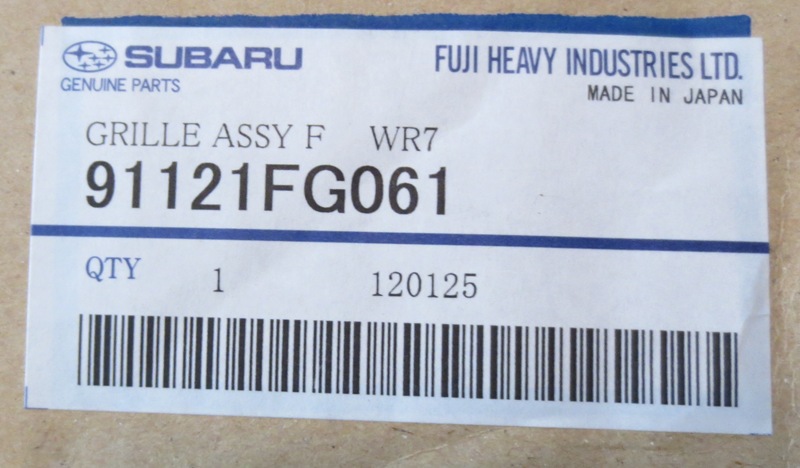 SUBARU
GENUINE PARTS
FUJI HEAVY INDUSTRIES LTD.
MADE IN JAPAN
GRILLE ASSY F WR7
91121FG061
QTY 1 120125